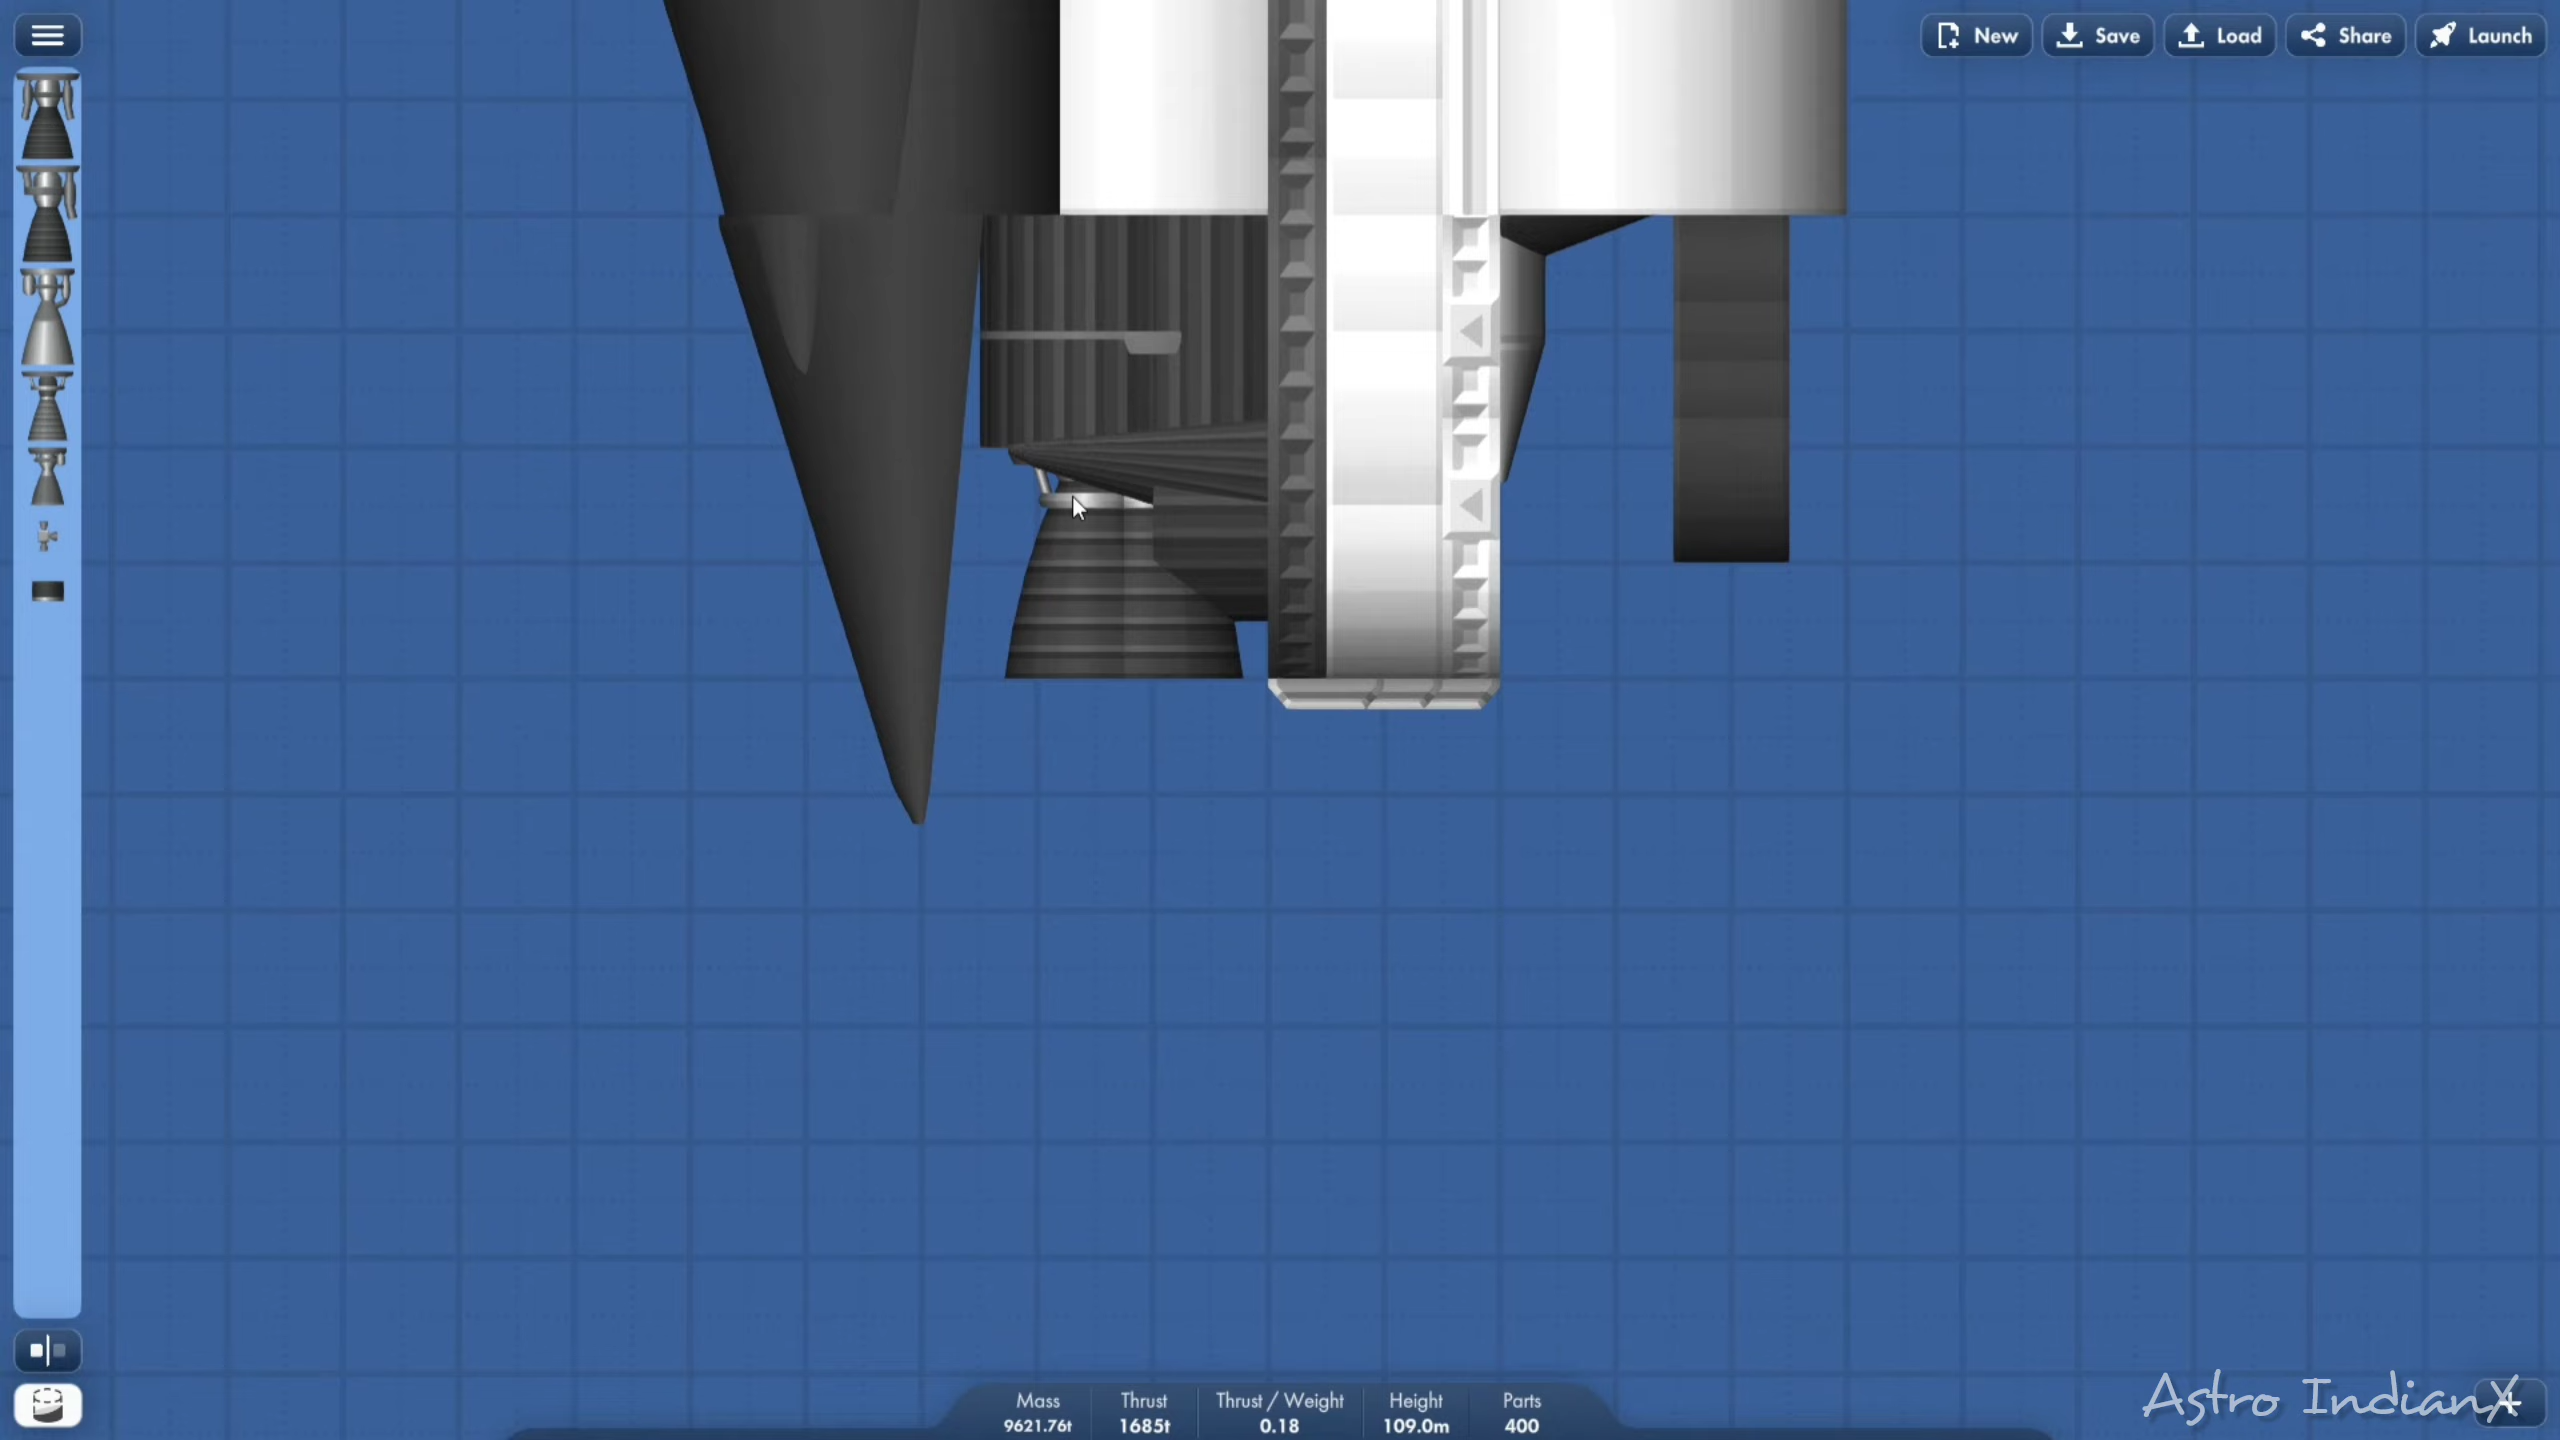 New Save Load Share Launch
Mass Thrust Thrust / Weight Height Parts
9621.76t 1685t 0.18 109.0m 400
Astro IndianX